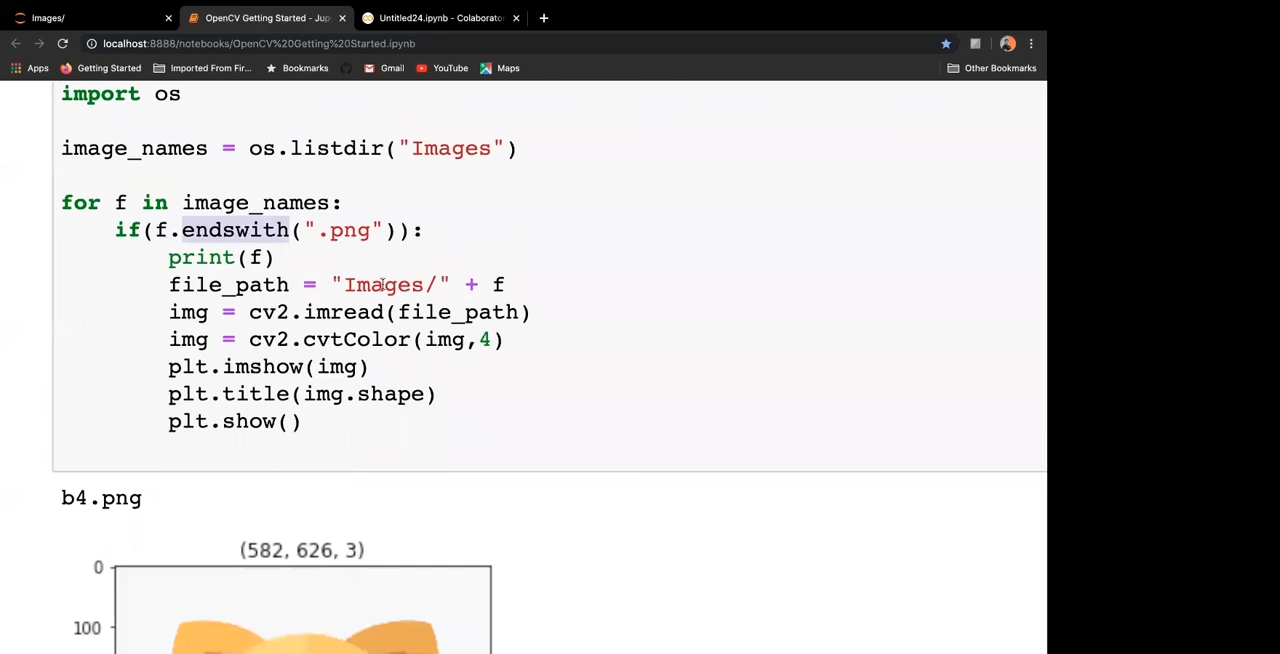 Images/
OpenCV Getting Started - Jup
Untitled24.ipynb - Colaborato
localhost:8888/notebooks/OpenCV%20Getting%20Started.ipynb
Apps Getting Started Imported From Fir... Bookmarks Gmail YouTube Maps Other Bookmarks
import os
image_names = os.listdir("Images")
for f in image_names:
if(f.endswith(".png")):
print(f)
file_path = "Images/" + f
img = cv2.imread(file_path)
img = cv2.cvtColor(img,4)
plt.imshow(img)
plt.title(img.shape)
plt.show()
b4.png
(582, 626, 3)
0
100